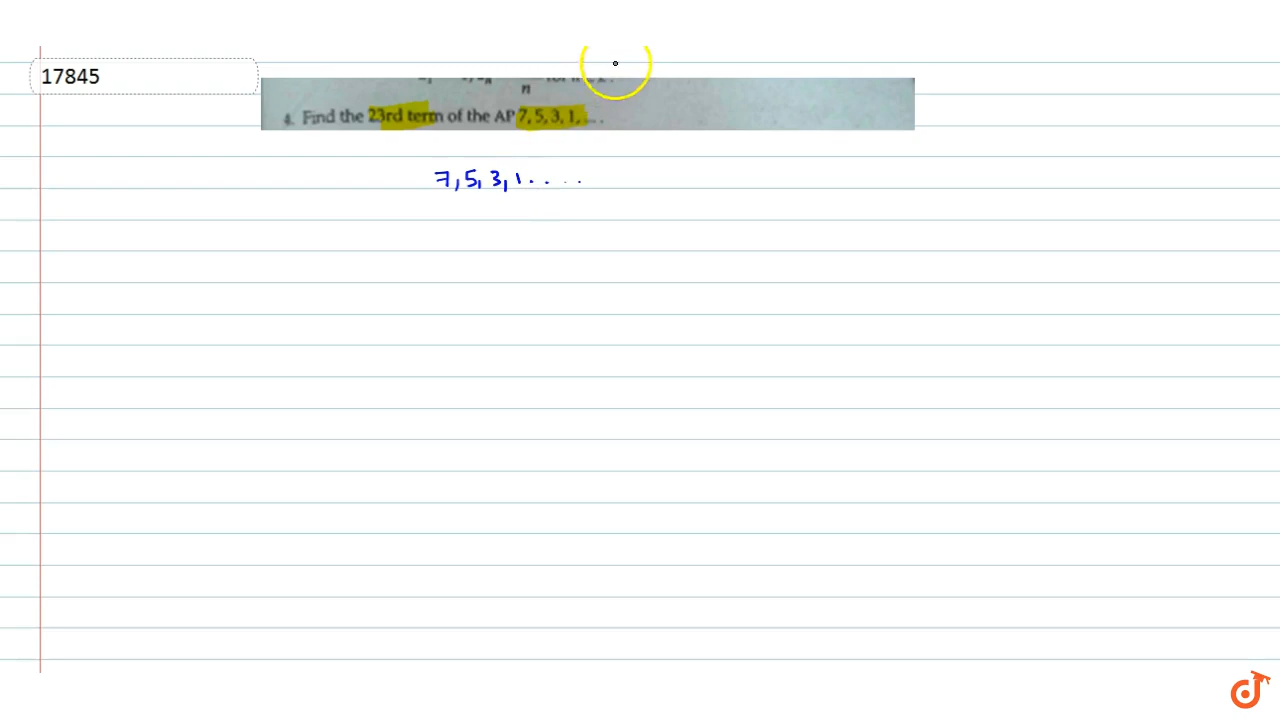 17845
n
4. Find the 23rd term of the AP 7, 5, 3, 1, ... .
7, 5, 3, 1 . . . .